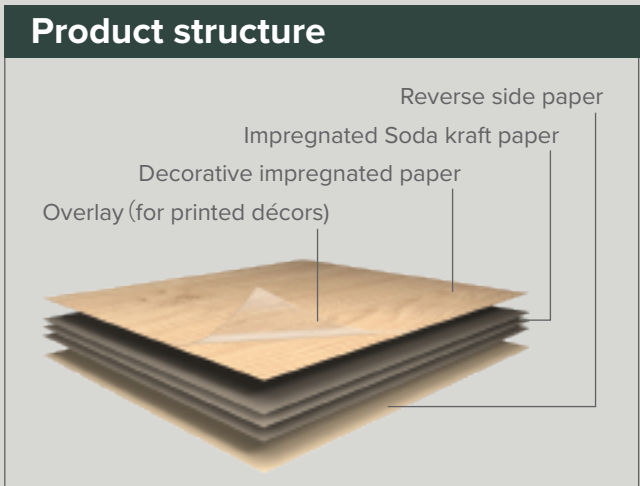 Product structure
Reverse side paper
Impregnated Soda kraft paper
Decorative impregnated paper
Overlay (for printed décors)